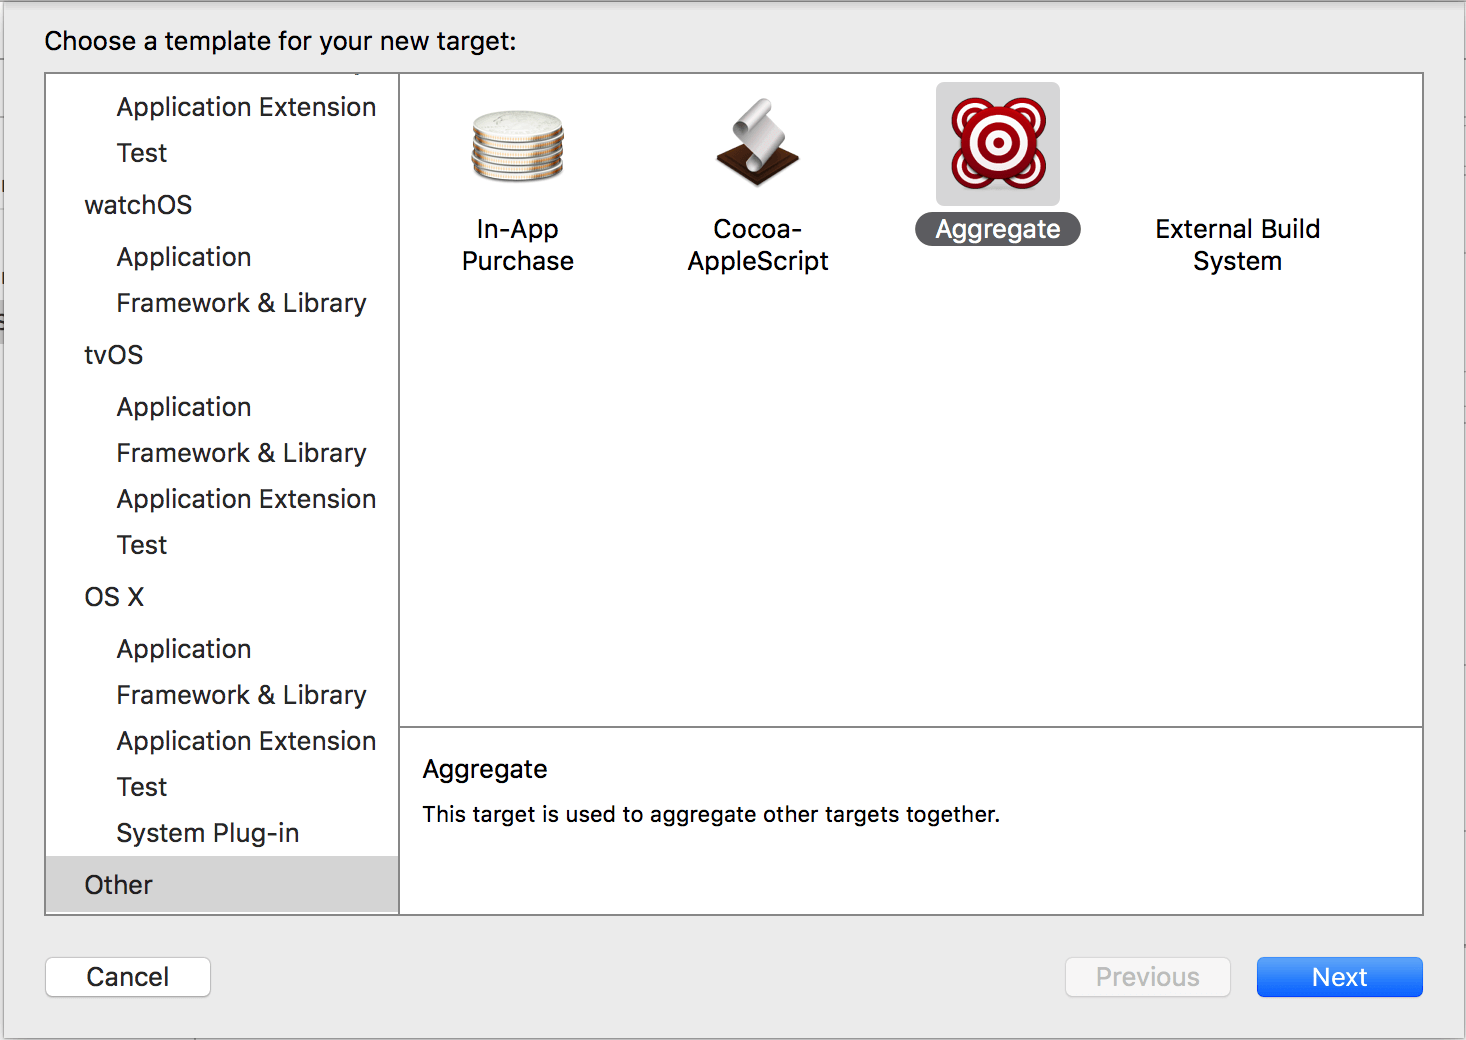 Choose a template for your new target:
Application Extension
Test
watchOS
Application
Framework & Library
tvOS
Application
Framework & Library
Application Extension
Test
OS X
Application
Framework & Library
Application Extension
Test
System Plug-in
Other
In-App
Purchase
Cocoa-
AppleScript
Aggregate
External Build
System
Aggregate
This target is used to aggregate other targets together.
Cancel
Previous
Next